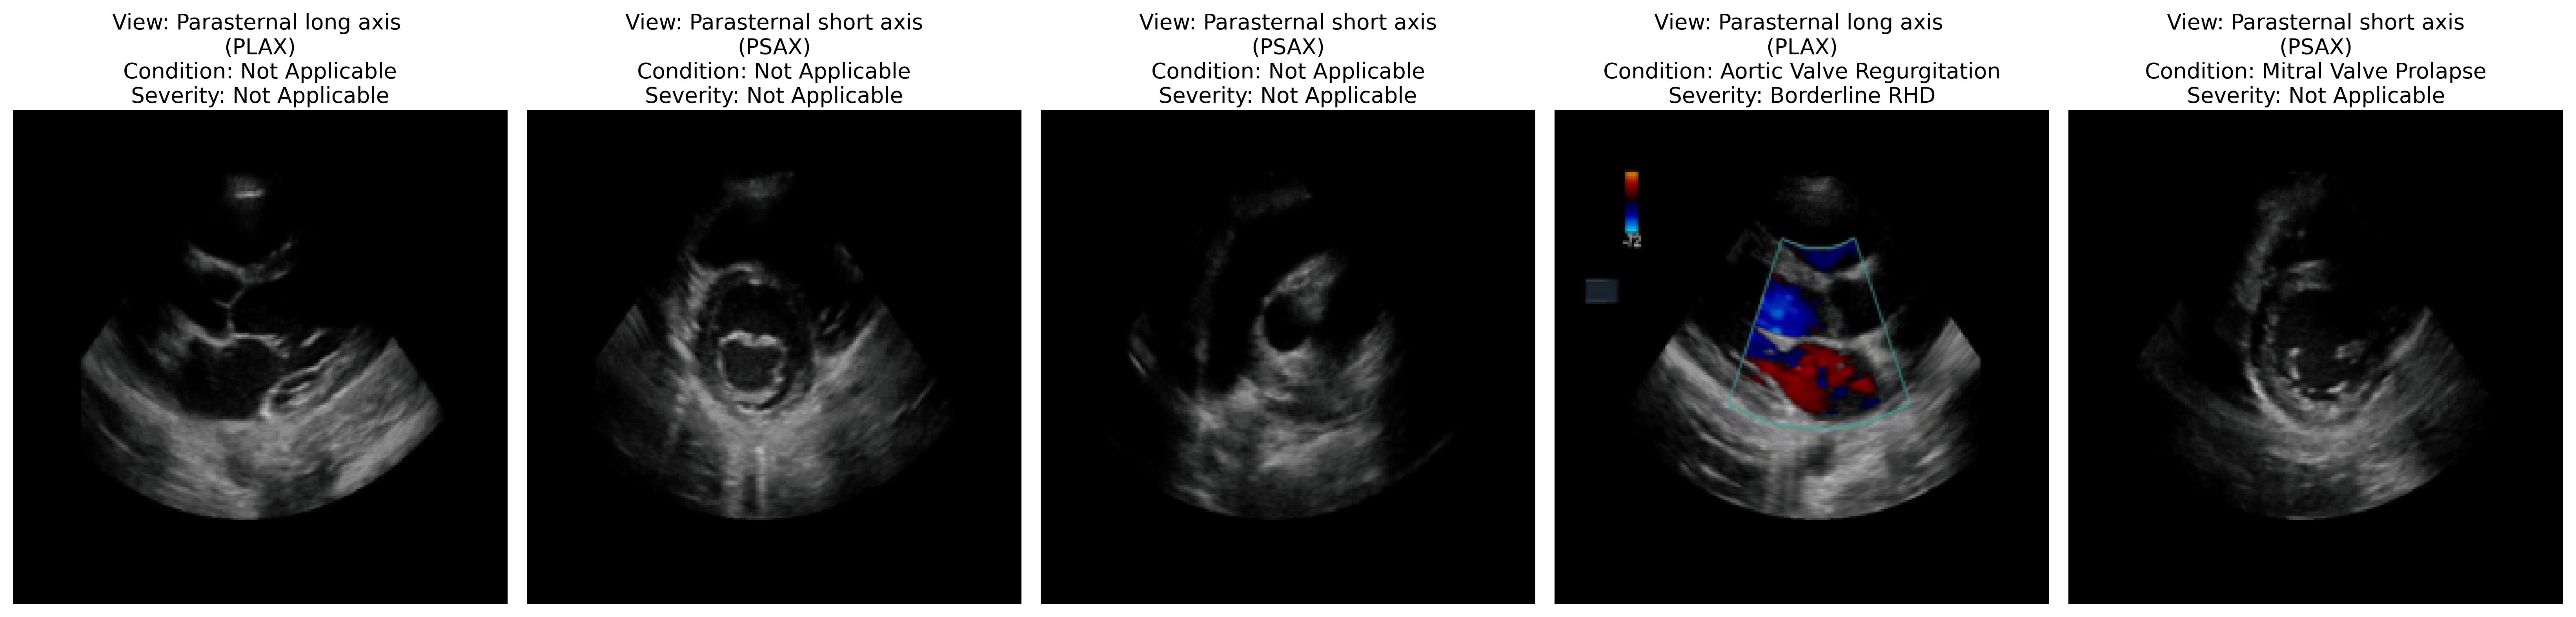 View: Parasternal long axis
(PLAX)
Condition: Not Applicable
Severity: Not Applicable
View: Parasternal short axis
(PSAX)
Condition: Not Applicable
Severity: Not Applicable
View: Parasternal short axis
(PSAX)
Condition: Not Applicable
Severity: Not Applicable
View: Parasternal long axis
(PLAX)
Condition: Aortic Valve Regurgitation
Severity: Borderline RHD
View: Parasternal short axis
(PSAX)
Condition: Mitral Valve Prolapse
Severity: Not Applicable